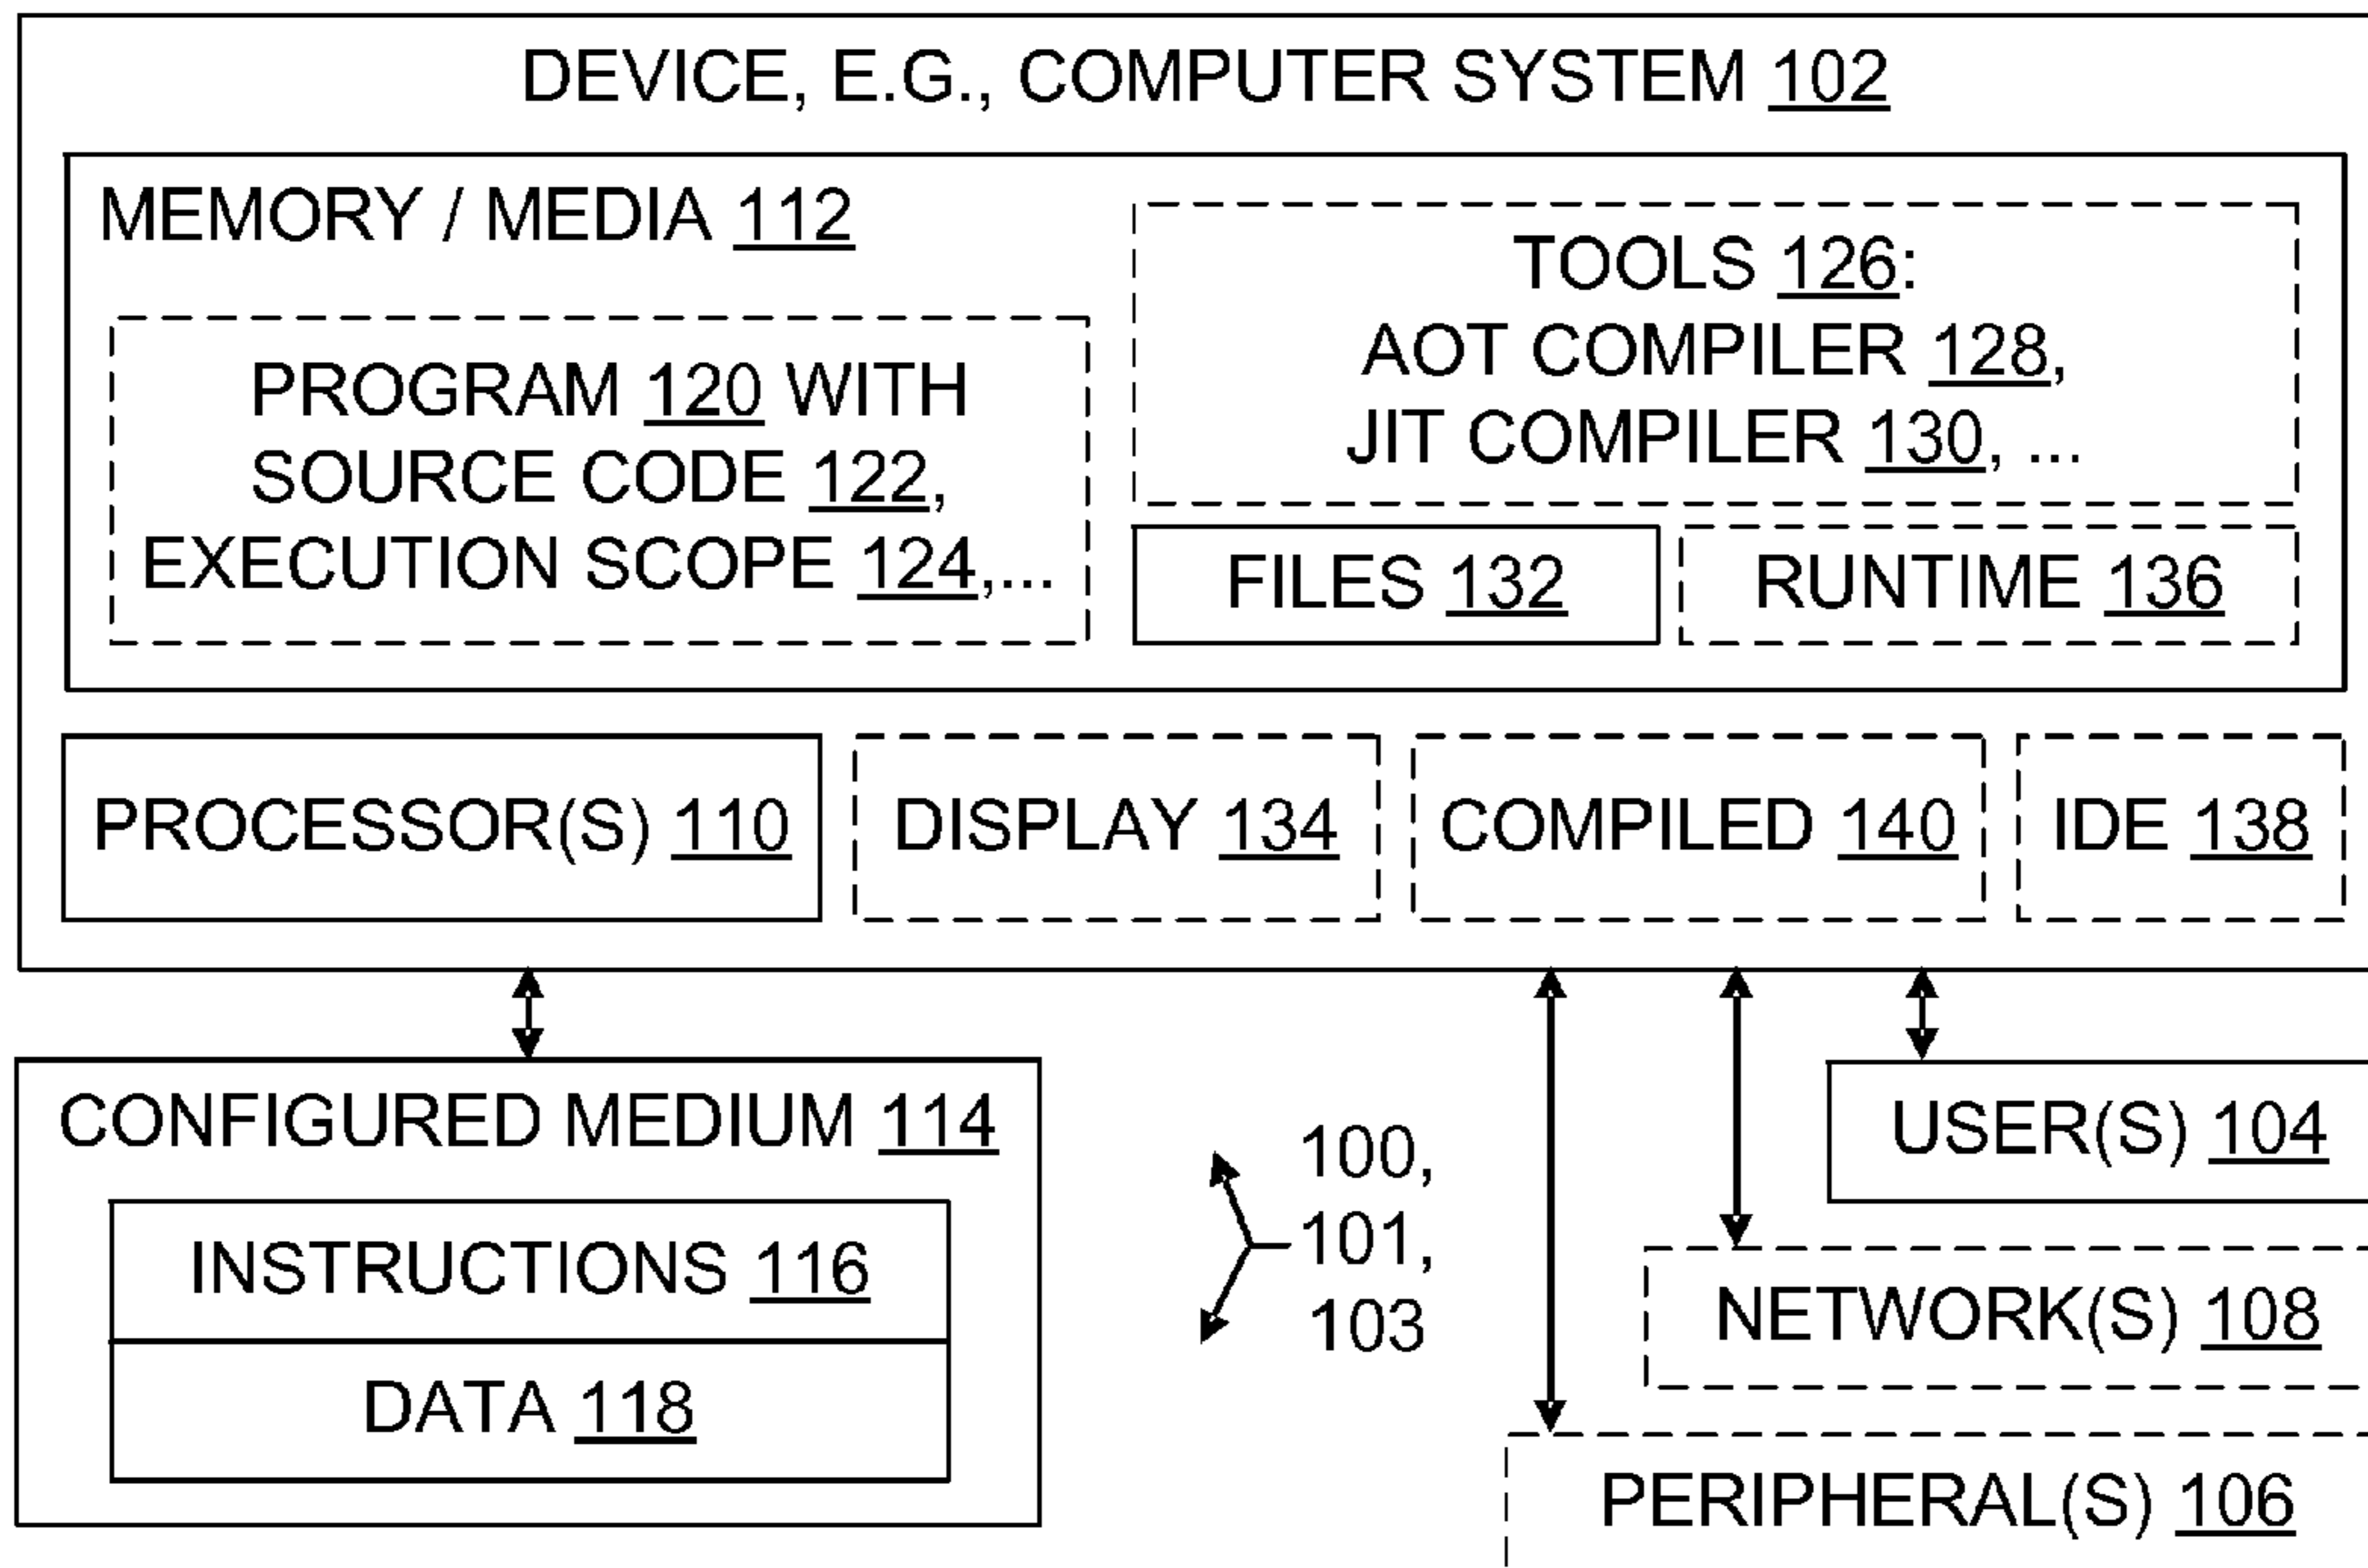 DEVICE, E.G., COMPUTER SYSTEM 102
MEMORY / MEDIA 112
PROGRAM 120 WITH
SOURCE CODE 122,
EXECUTION SCOPE 124,...
TOOLS 126:
AOT COMPILER 128,
JIT COMPILER 130, ...
FILES 132
RUNTIME 136
PROCESSOR(S) 110
DISPLAY 134
COMPILED 140
IDE 138
CONFIGURED MEDIUM 114
INSTRUCTIONS 116
DATA 118
100,
101,
103
USER(S) 104
NETWORK(S) 108
PERIPHERAL(S) 106